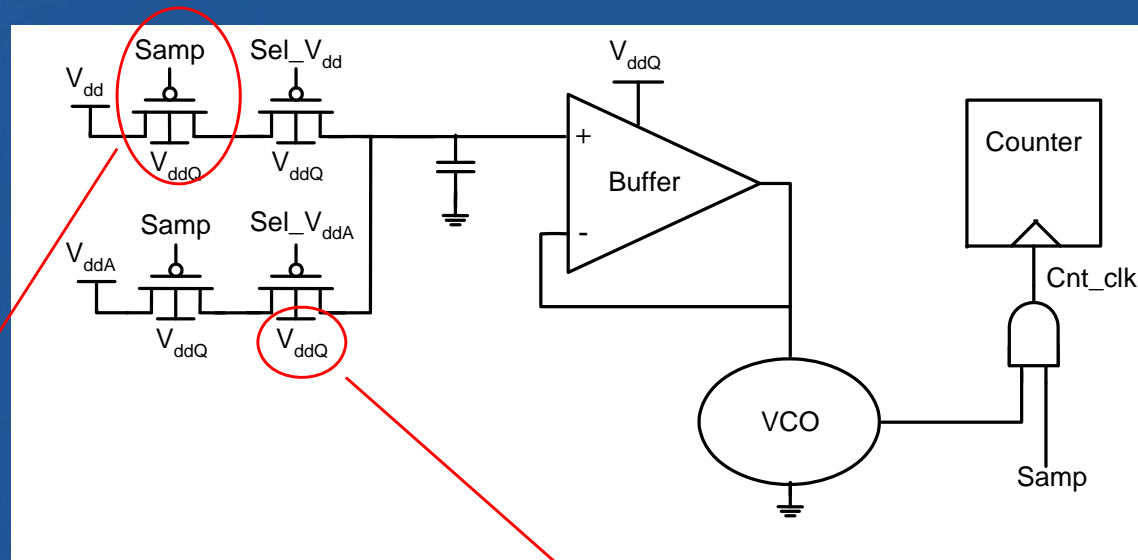 Samp Sel_Vdd
Vdd
VddQ VddQ
VddQ
+
Buffer
-
Counter
Samp Sel_VddA
VddA
VddQ VddQ
Cnt_clk
VCO
Samp